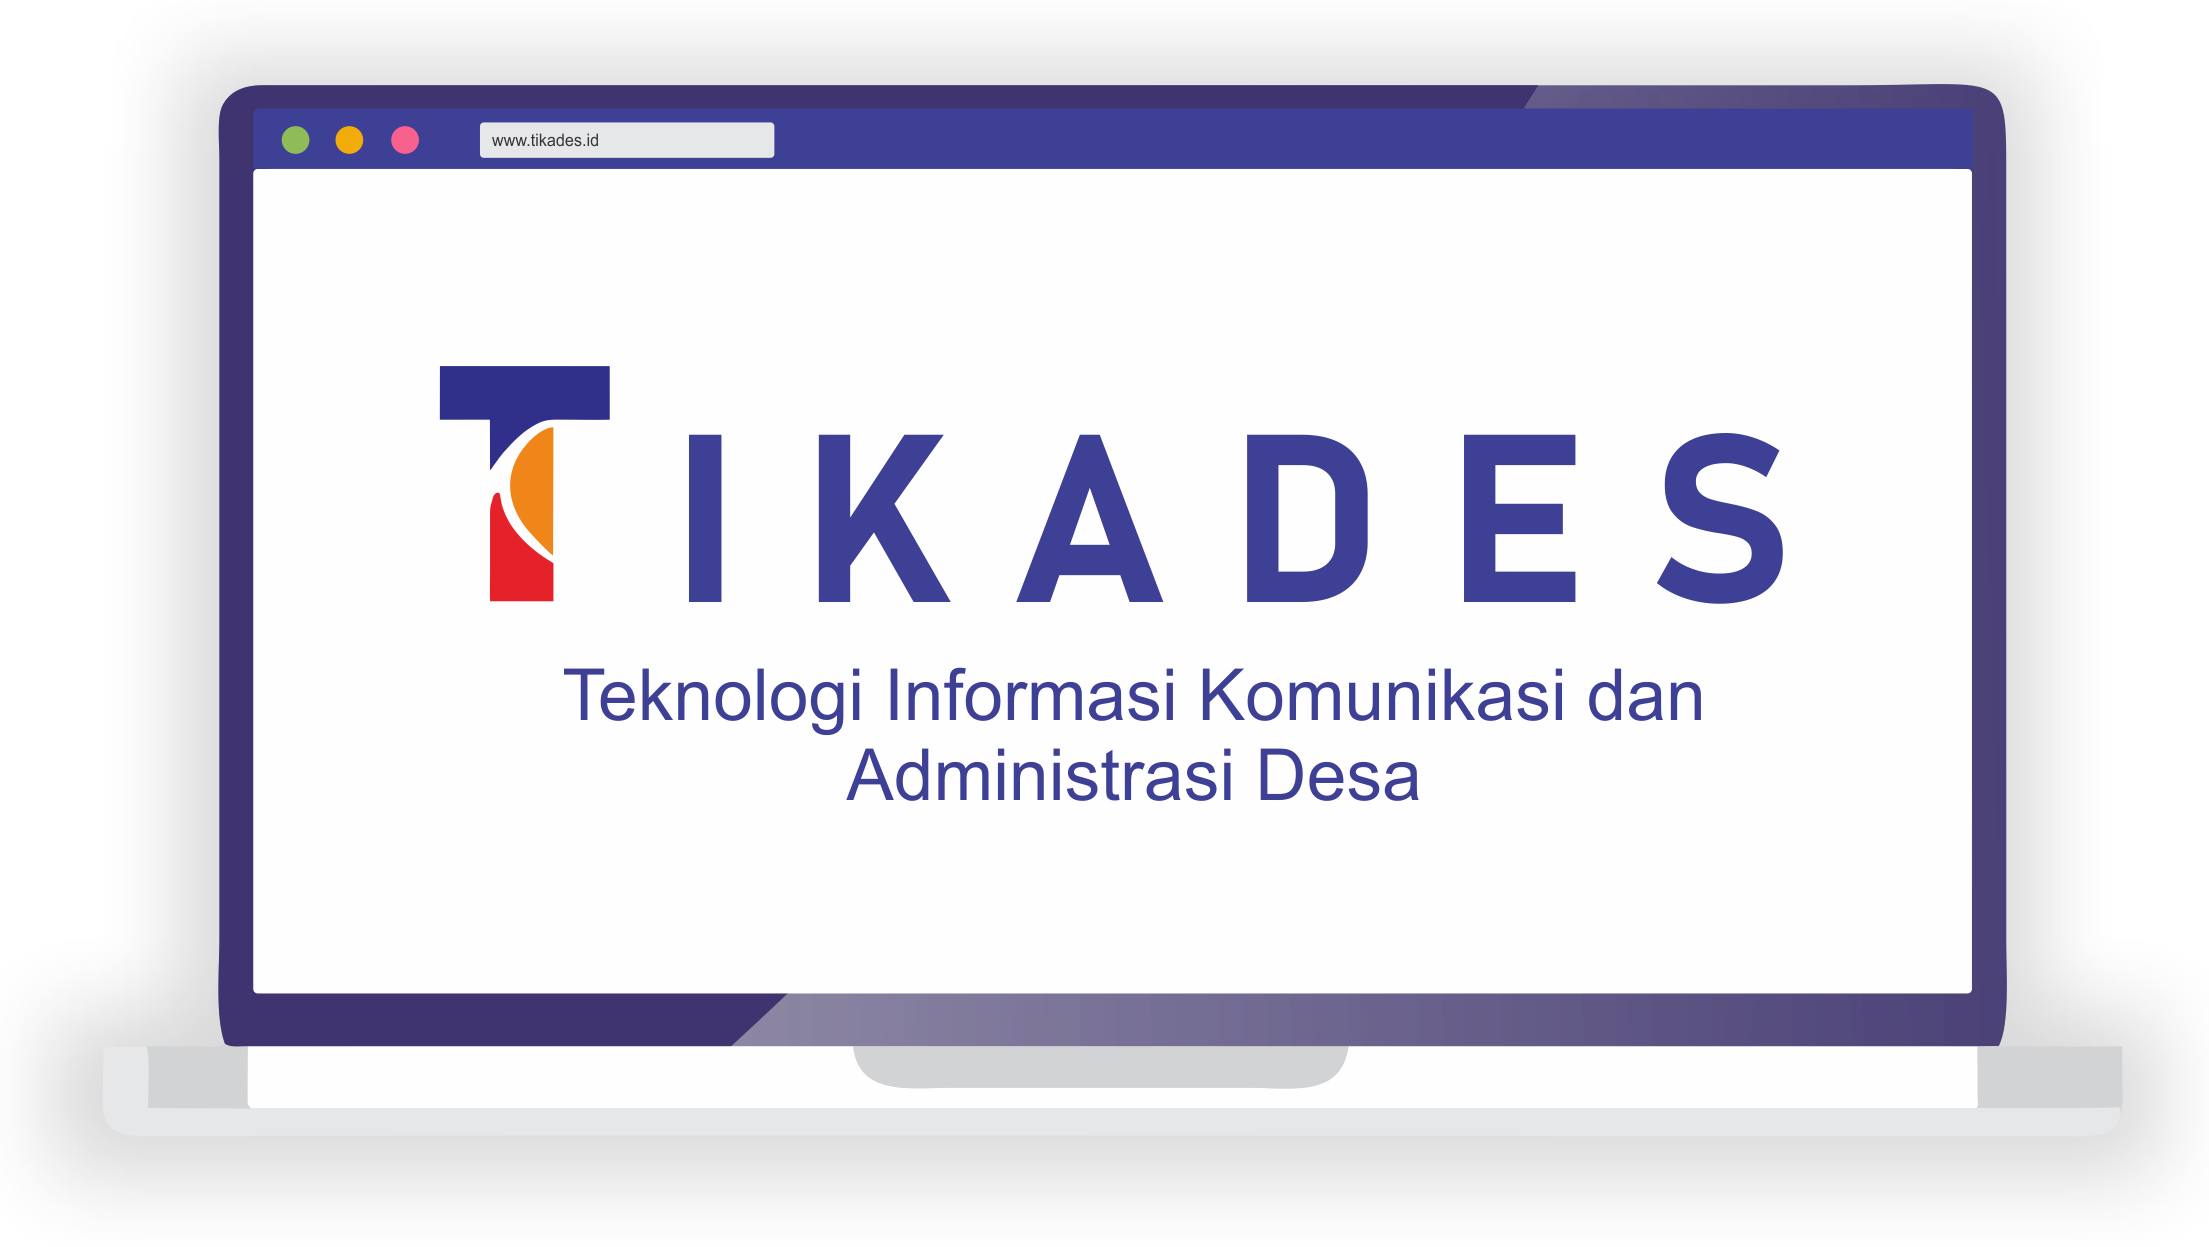 www.tikades.id
TIKADES
Teknologi Informasi Komunikasi dan
Administrasi Desa